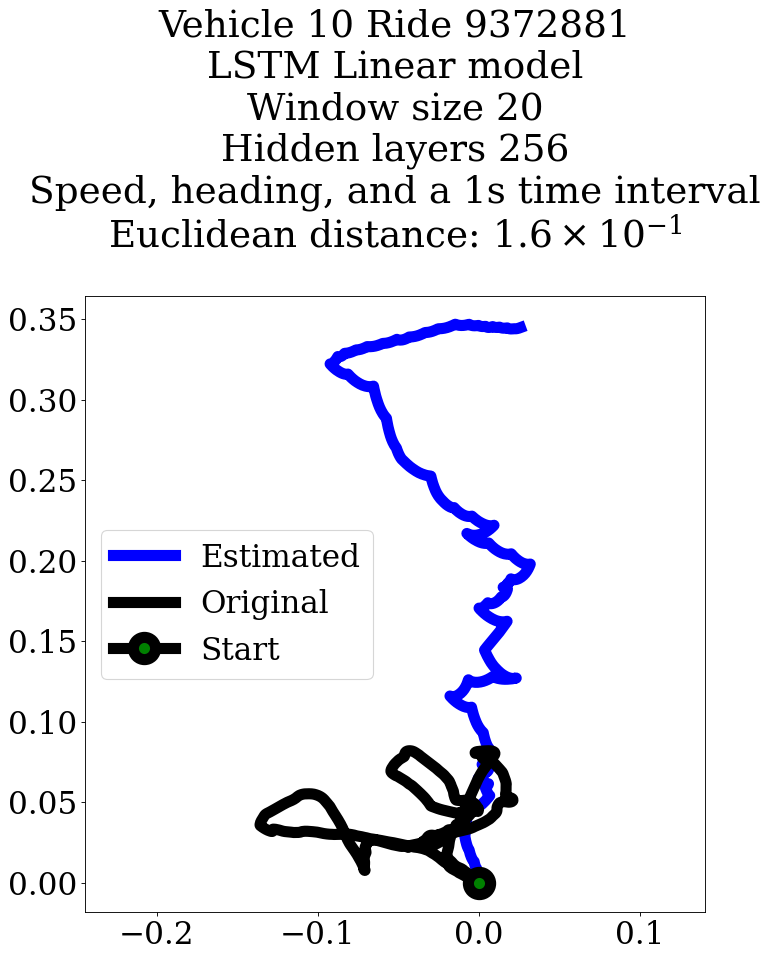 Vehicle 10 Ride 9372881
LSTM Linear model
Window size 20
Hidden layers 256
Speed, heading, and a 1s time interval
Euclidean distance: 1.6 × 10⁻¹
0.35
0.30
0.25
0.20
0.15
0.10
0.05
0.00
Estimated
Original
Start
−0.2
−0.1
0.0
0.1